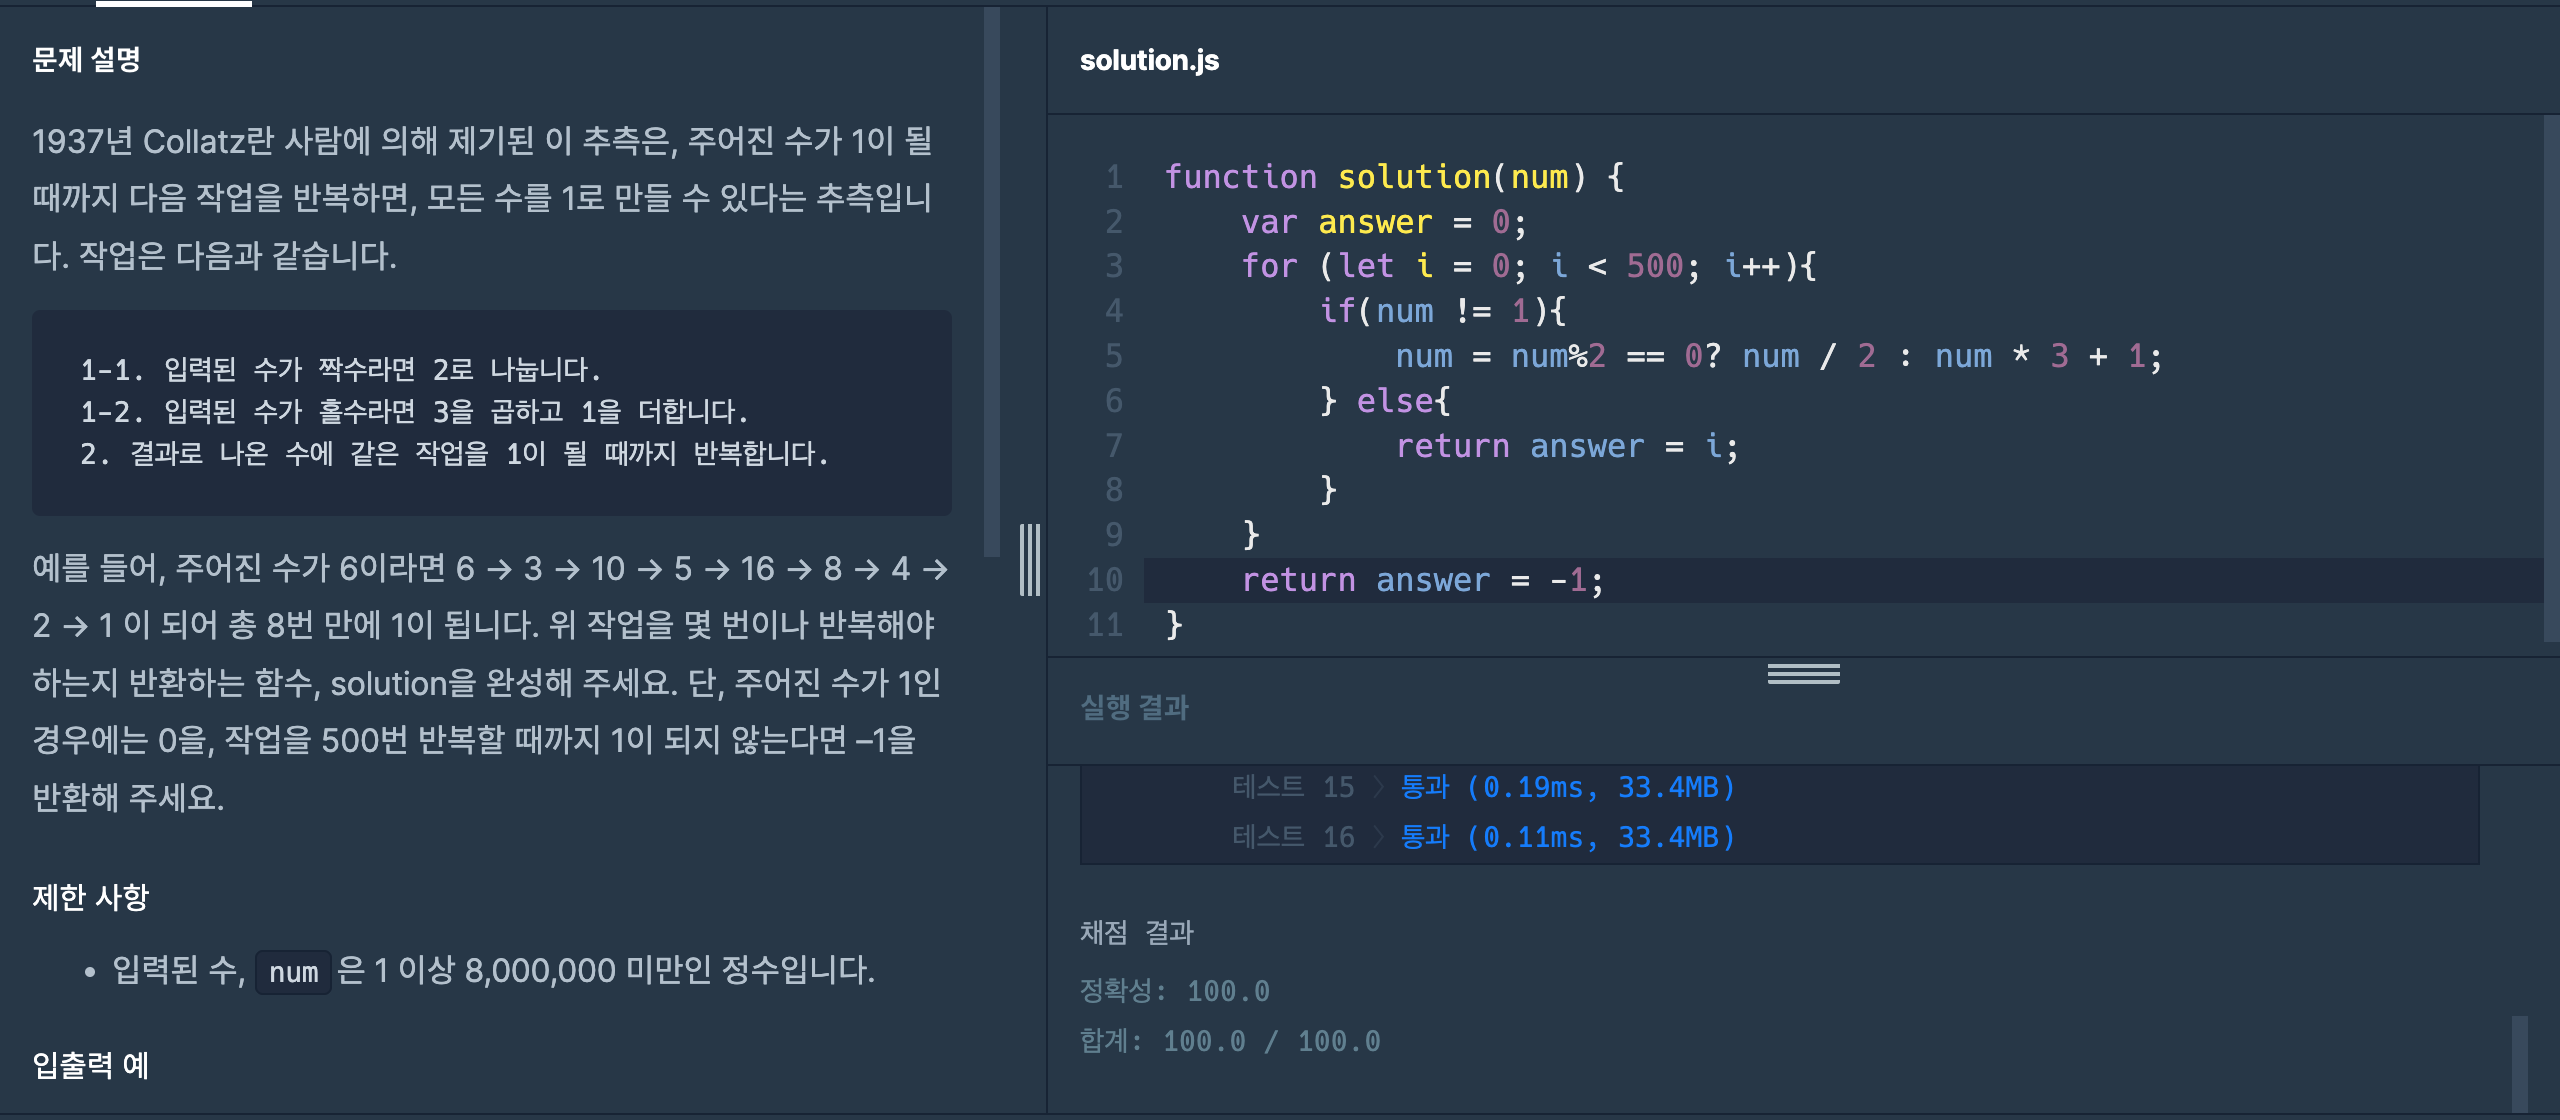 문제 설명
1937년 Collatz란 사람에 의해 제기된 이 추측은, 주어진 수가 1이 될
때까지 다음 작업을 반복하면, 모든 수를 1로 만들 수 있다는 추측입니
다. 작업은 다음과 같습니다.
1-1. 입력된 수가 짝수라면 2로 나눕니다.
1-2. 입력된 수가 홀수라면 3을 곱하고 1을 더합니다.
2. 결과로 나온 수에 같은 작업을 1이 될 때까지 반복합니다.
예를 들어, 주어진 수가 6이라면 6 → 3 → 10 → 5 → 16 → 8 → 4 →
2 → 1 이 되어 총 8번 만에 1이 됩니다. 위 작업을 몇 번이나 반복해야
하는지 반환하는 함수, solution을 완성해 주세요. 단, 주어진 수가 1인
경우에는 0을, 작업을 500번 반복할 때까지 1이 되지 않는다면 –1을
반환해 주세요.
제한 사항
• 입력된 수, num 은 1 이상 8,000,000 미만인 정수입니다.
입출력 예
solution.js
1 function solution(num) {
2     var answer = 0;
3     for (let i = 0; i < 500; i++){
4         if(num != 1){
5             num = num%2 == 0? num / 2 : num * 3 + 1;
6         } else{
7             return answer = i;
8         }
9     }
10     return answer = -1;
11 }
실행 결과
테스트 15 〉 통과 (0.19ms, 33.4MB)
테스트 16 〉 통과 (0.11ms, 33.4MB)
채점 결과
정확성: 100.0
합계: 100.0 / 100.0